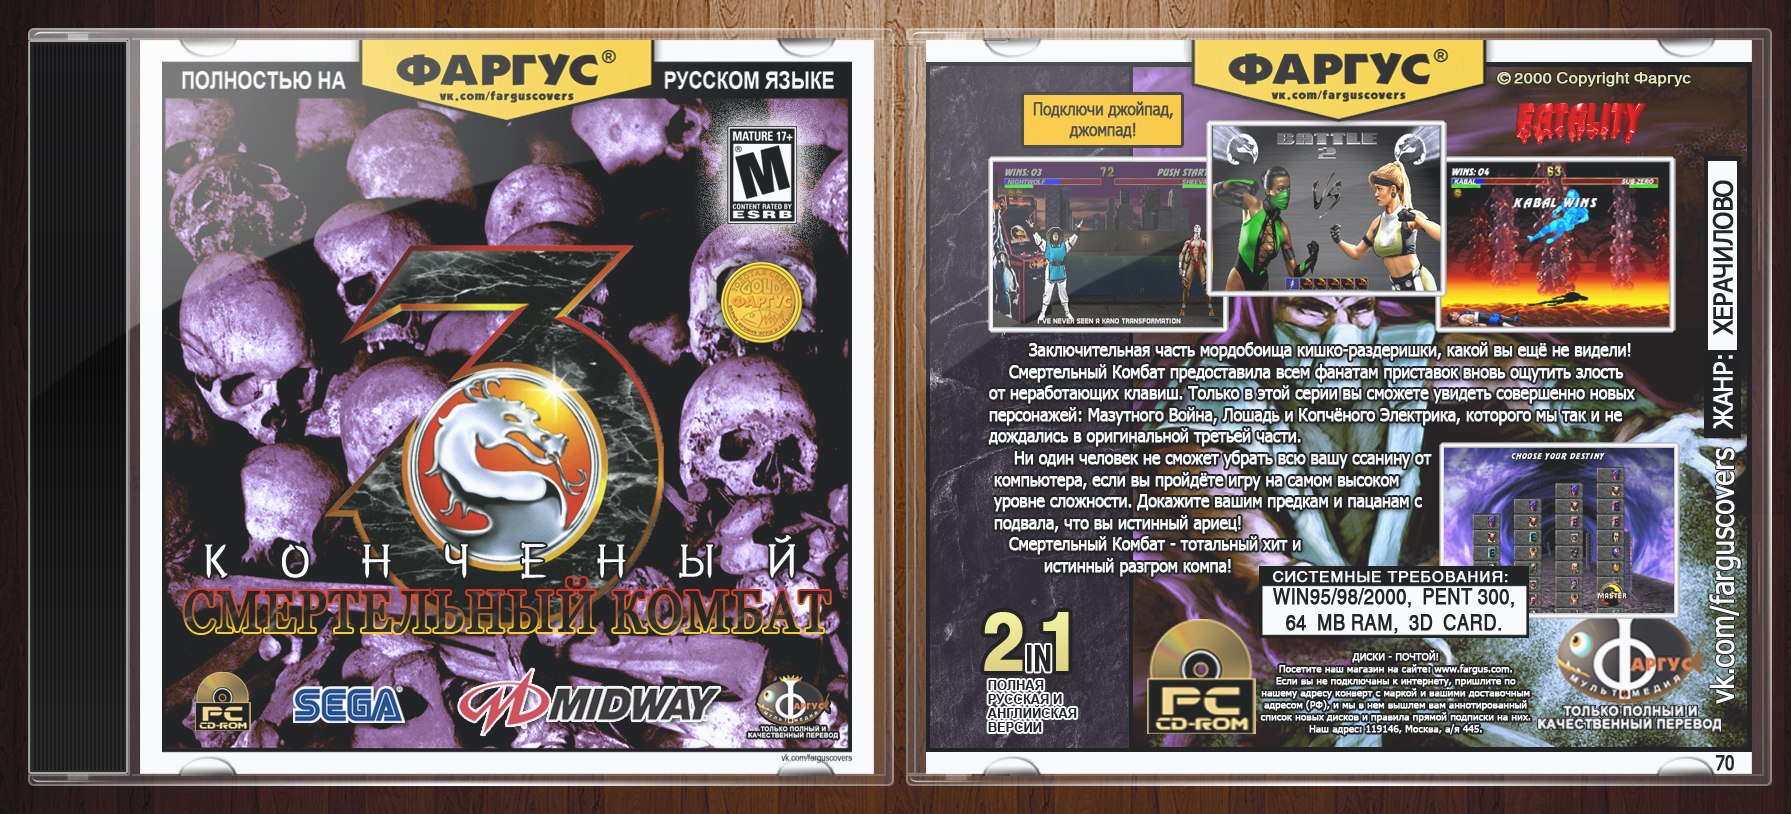 ПОЛНОСТЬЮ НА
ФАРГУС®
vk.com/farguscovers
РУССКОМ ЯЗЫКЕ
MATURE 17+
M
CONTENT RATED BY
ESRB
GOLD
ФАРГУС
3
КОНЧЕНЫЙ
СМЕРТЕЛЬНЫЙ КОМБАТ
PC
CD-ROM
SEGA
MIDWAY
ФАРГУС
МУЛЬТИМЕДИЯ
ТОЛЬКО ПОЛНЫЙ И
КАЧЕСТВЕННЫЙ ПЕРЕВОД
vk.com/farguscovers
ФАРГУС®
vk.com/farguscovers
© 2000 Copyright Фаргус
Подключи джойпад,
джомпад!
FATALITY
WINS: 03
72
PUSH START
NIGHTWOLF
I'VE NEVER SEEN A KANO TRANSFORMATION
BATTLE
2
VS
WINS: 04
63
KABAL
SUB-ZERO
KABAL WINS
ЖАНР: ХЕРАЧИЛОВО
vk.com/farguscovers
Заключительная часть мордобоища кишко-раздеришки, какой вы ещё не видели!
Смертельный Комбат предоставила всем фанатам приставок вновь ощутить злость
от неработающих клавиш. Только в этой серии вы сможете увидеть совершенно новых
персонажей: Мазутного Война, Лошадь и Копчёного Электрика, которого мы так и не
дождались в оригинальной третьей части.
Ни один человек не сможет убрать всю вашу ссанину от
компьютера, если вы пройдёте игру на самом высоком
уровне сложности. Докажите вашим предкам и пацанам с
подвала, что вы истинный ариец!
Смертельный Комбат - тотальный хит и
истинный разгром компа!
CHOOSE YOUR DESTINY
MASTER
СИСТЕМНЫЕ ТРЕБОВАНИЯ:
WIN95/98/2000, PENT 300,
64 MB RAM, 3D CARD.
2IN1
ПОЛНАЯ
РУССКАЯ И
АНГЛИЙСКАЯ
ВЕРСИИ
PC
CD-ROM
ДИСКИ - ПОЧТОЙ!
Посетите наш магазин на сайте: www.fargus.com.
Если вы не подключены к интернету, пришлите по
нашему адресу конверт с маркой и вашими доставочным
адресом (РФ), и мы в нем вышлем вам аннотированный
список новых дисков и правила прямой подписки на них.
Наш адрес: 119146, Москва, а/я 445.
ФАРГУС
МУЛЬТИМЕДИЯ
ТОЛЬКО ПОЛНЫЙ И
КАЧЕСТВЕННЫЙ ПЕРЕВОД
70